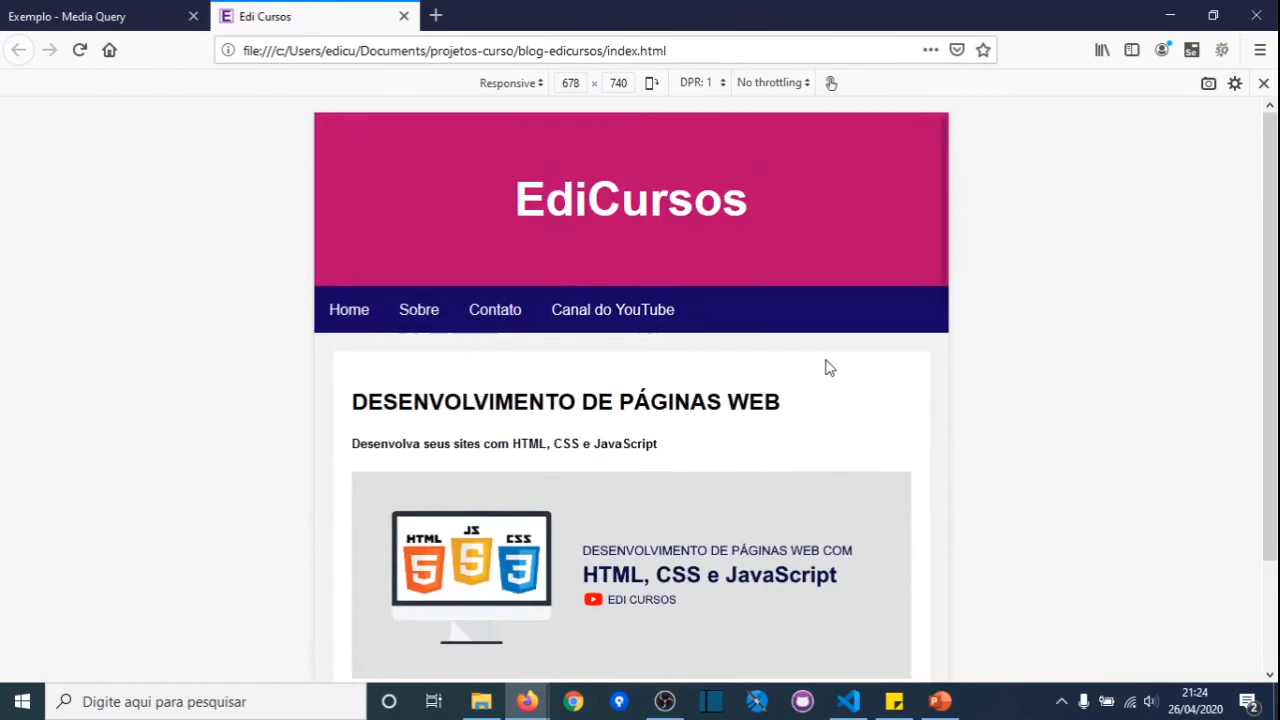 Exemplo - Media Query
Edi Cursos
file:///c:/Users/edicu/Documents/projetos-curso/blog-edicursos/index.html
Se
Responsive 678 × 740 DPR: 1 No throttling
EdiCursos
Home Sobre Contato Canal do YouTube
DESENVOLVIMENTO DE PÁGINAS WEB
Desenvolva seus sites com HTML, CSS e JavaScript
HTML JS CSS
5 5 3
DESENVOLVIMENTO DE PÁGINAS WEB COM
HTML, CSS e JavaScript
EDI CURSOS
Digite aqui para pesquisar
21:24
26/04/2020
2